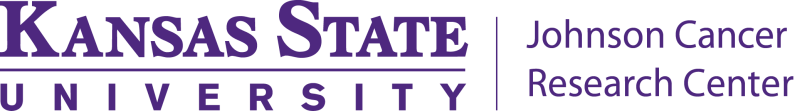 KANSAS STATE
UNIVERSITY
Johnson Cancer
Research Center